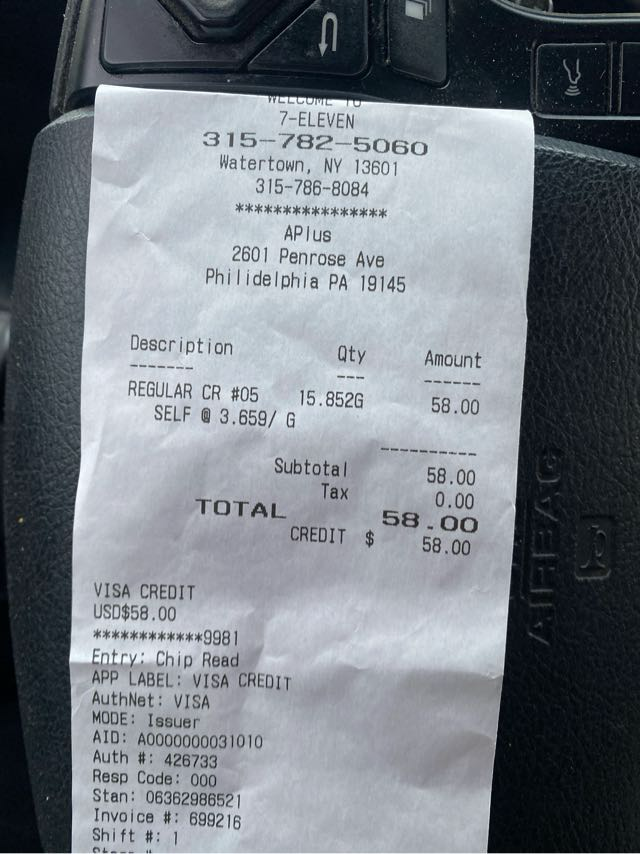 WELCOME TO
7-ELEVEN
315-782-5060
Watertown, NY 13601
315-786-8084
****************
APlus
2601 Penrose Ave
Philidelphia PA 19145
Description Qty Amount
------- --- ------
REGULAR CR #05 15.852G 58.00
SELF @ 3.659/ G
----------
Subtotal 58.00
Tax 0.00
TOTAL 58.00
CREDIT $ 58.00
VISA CREDIT
USD$58.00
************9981
Entry: Chip Read
APP LABEL: VISA CREDIT
AuthNet: VISA
MODE: Issuer
AID: A0000000031010
Auth #: 426733
Resp Code: 000
Stan: 06362986521
Invoice #: 699216
Shift #: 1
AIRBAG